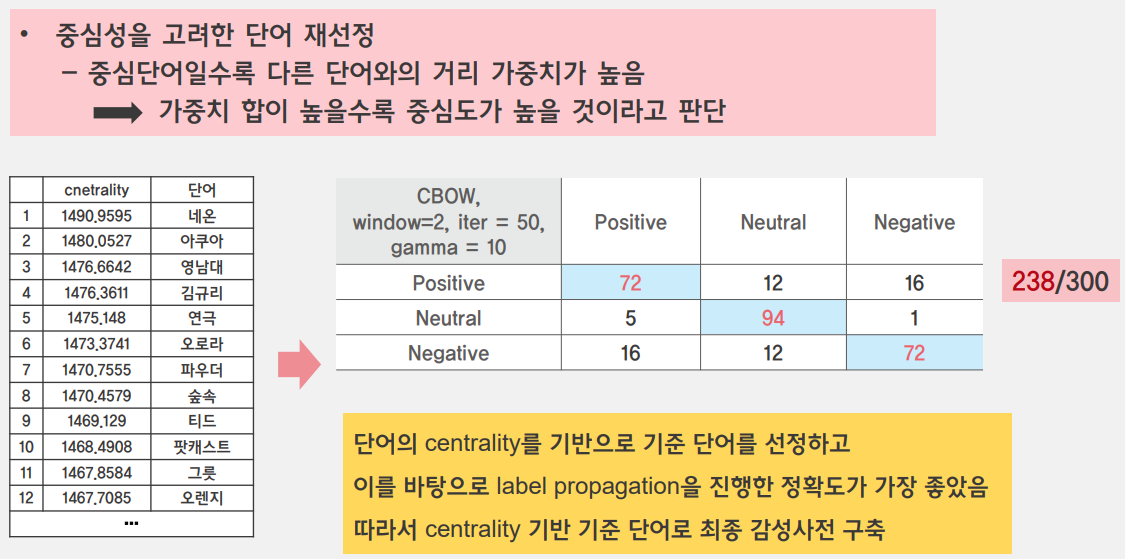 • 중심성을 고려한 단어 재선정
– 중심단어일수록 다른 단어와의 거리 가중치가 높음
가중치 합이 높을수록 중심도가 높을 것이라고 판단
cnetrality 단어
1 1490.9595 네온
2 1480.0527 아쿠아
3 1476.6642 영남대
4 1476.3611 김규리
5 1475.148 연극
6 1473.3741 오로라
7 1470.7555 파우더
8 1470.4579 숲속
9 1469.129 티드
10 1468.4908 팟캐스트
11 1467.8584 그릇
12 1467.7085 오렌지
...
CBOW,
window=2, iter = 50,
gamma = 10
Positive Neutral Negative
Positive 72 12 16
Neutral 5 94 1
Negative 16 12 72
238/300
단어의 centrality를 기반으로 기준 단어를 선정하고
이를 바탕으로 label propagation을 진행한 정확도가 가장 좋았음
따라서 centrality 기반 기준 단어로 최종 감성사전 구축